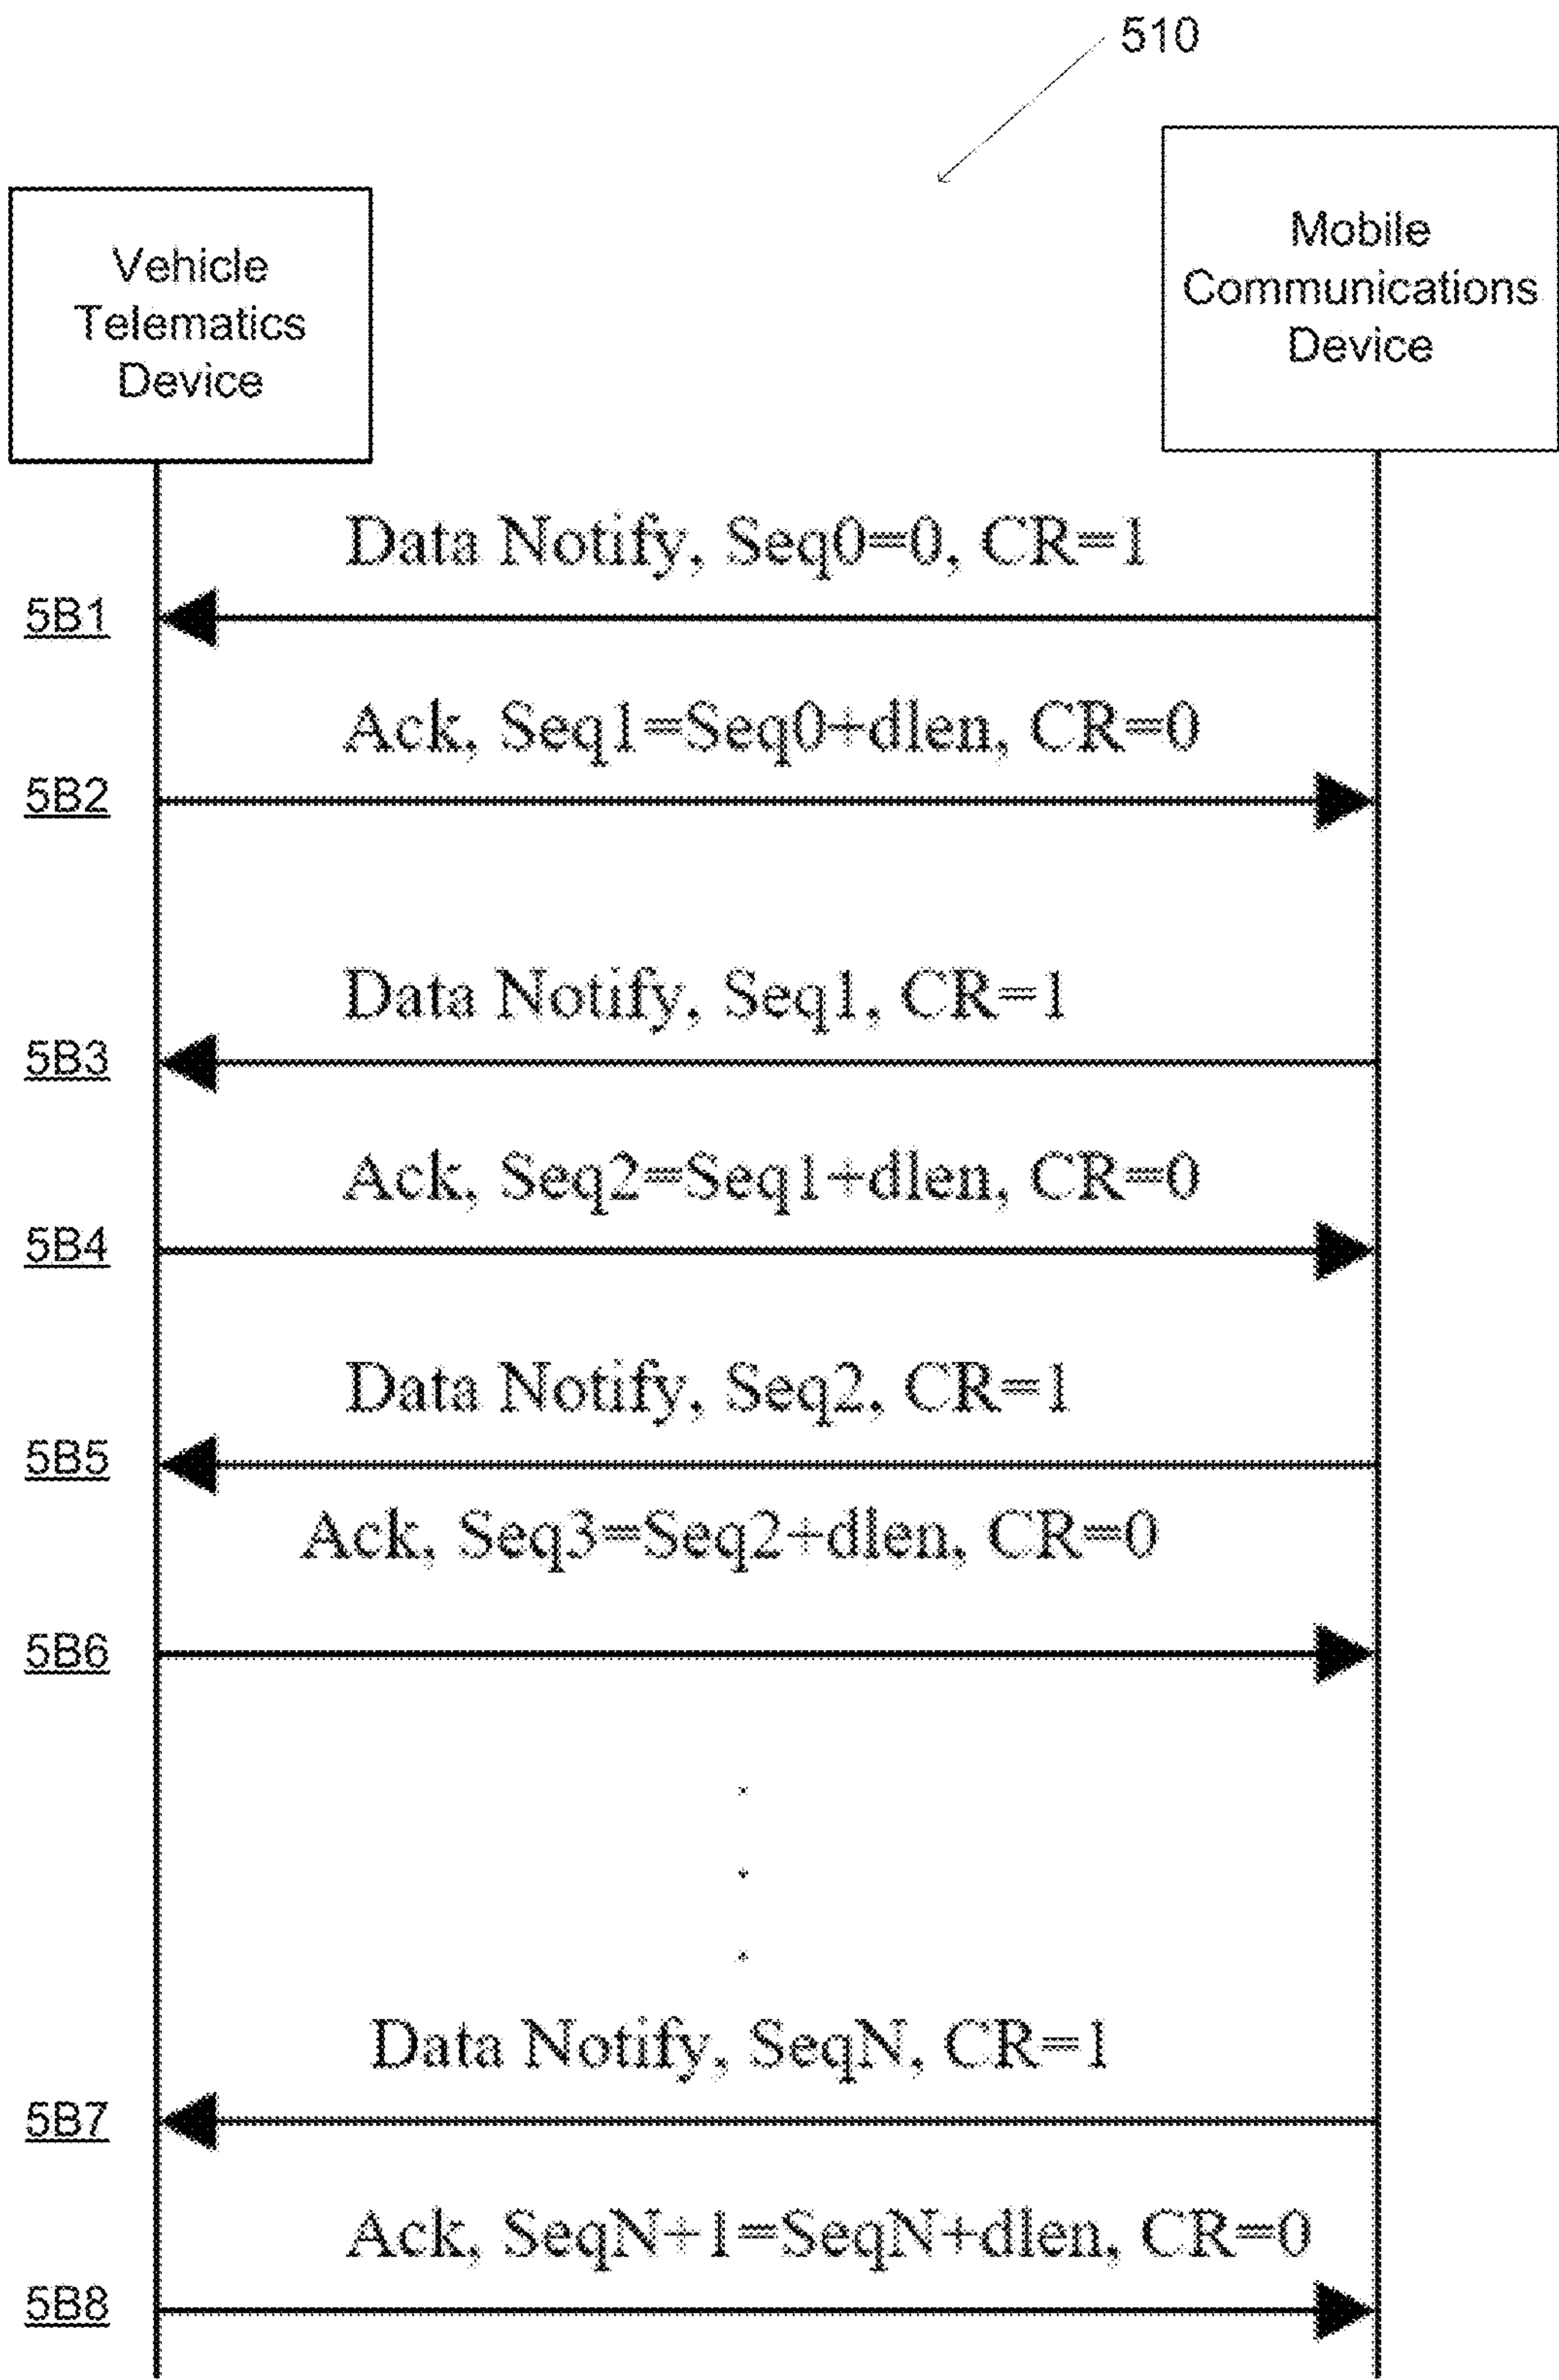 510
Vehicle
Telematics
Device
Mobile
Communications
Device
Data Notify, Seq0=0, CR=1
5B1
Ack, Seq1=Seq0+dlen, CR=0
5B2
Data Notify, Seq1, CR=1
5B3
Ack, Seq2=Seq1+dlen, CR=0
5B4
Data Notify, Seq2, CR=1
5B5
Ack, Seq3=Seq2+dlen, CR=0
5B6
Data Notify, SeqN, CR=1
5B7
Ack, SeqN+1=SeqN+dlen, CR=0
5B8